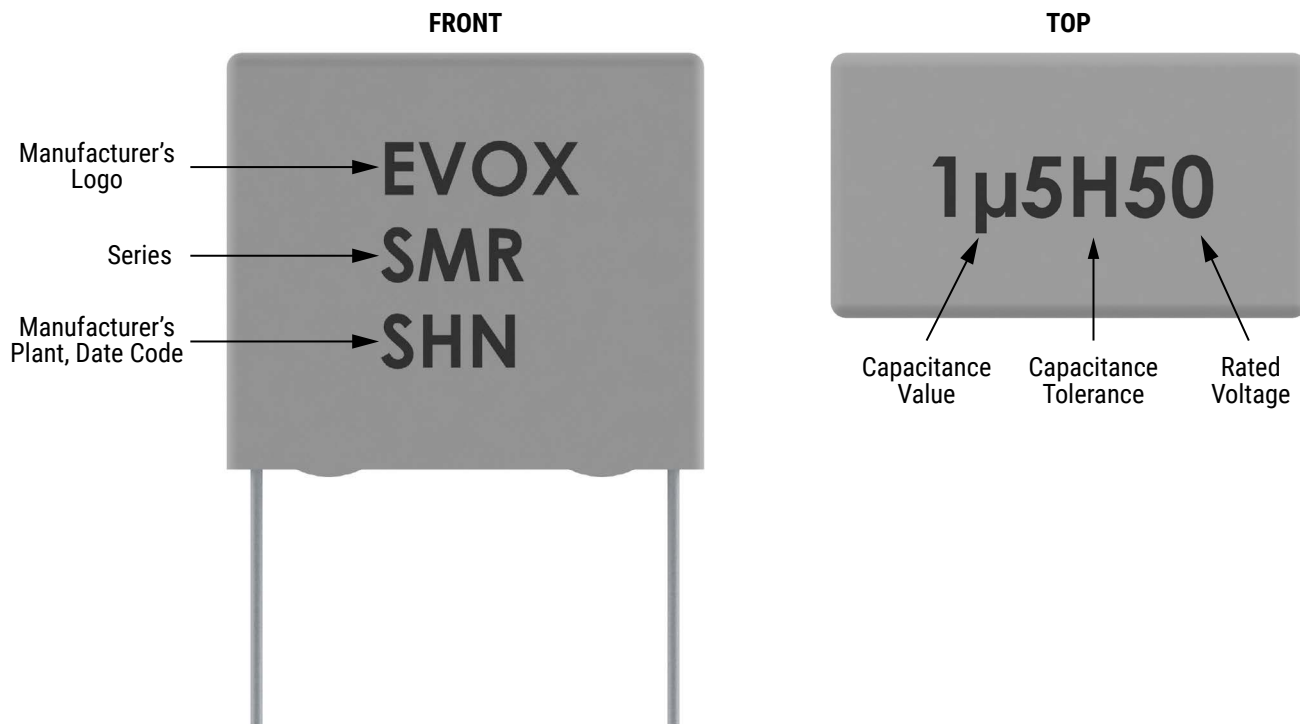 FRONT
Manufacturer's
Logo
EVOX
Series
SMR
Manufacturer's
Plant, Date Code
SHN
TOP
1µ5H50
Capacitance
Value
Capacitance
Tolerance
Rated
Voltage